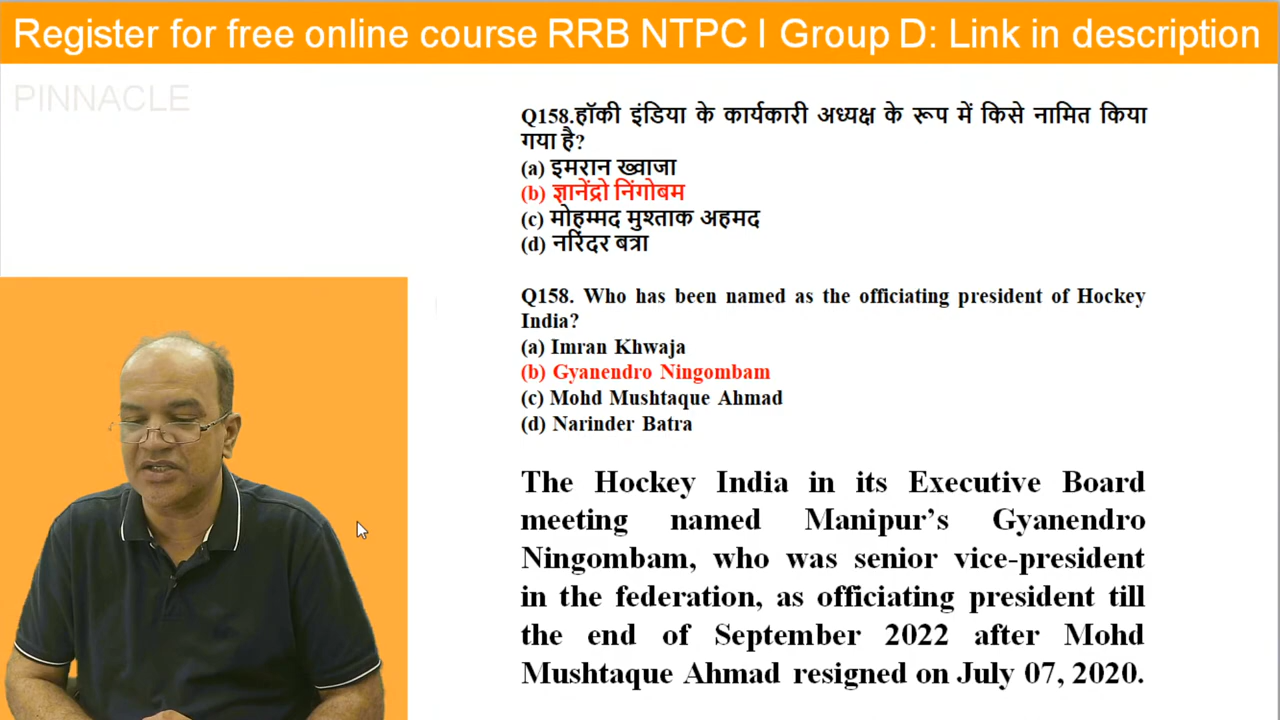 Register for free online course RRB NTPC I Group D: Link in description
PINNACLE
Q158.हॉकी इंडिया के कार्यकारी अध्यक्ष के रूप में किसे नामित किया
गया है?
(a) इमरान ख्वाजा
(b) ज्ञानेंद्रो निंगोबम
(c) मोहम्मद मुश्ताक अहमद
(d) नरिंदर बत्रा
Q158. Who has been named as the officiating president of Hockey
India?
(a) Imran Khwaja
(b) Gyanendro Ningombam
(c) Mohd Mushtaque Ahmad
(d) Narinder Batra
The Hockey India in its Executive Board
meeting named Manipur’s Gyanendro
Ningombam, who was senior vice-president
in the federation, as officiating president till
the end of September 2022 after Mohd
Mushtaque Ahmad resigned on July 07, 2020.